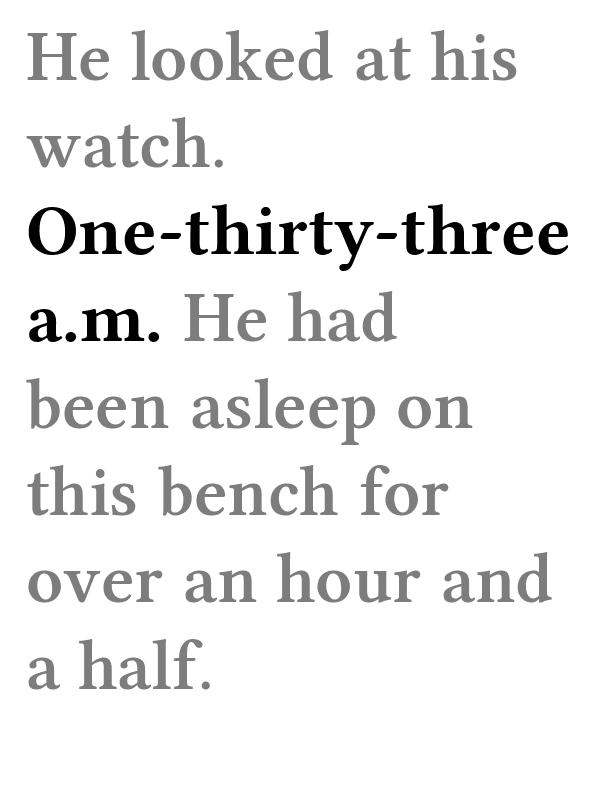 He looked at his
watch.
One-thirty-three
a.m. He had
been asleep on
this bench for
over an hour and
a half.